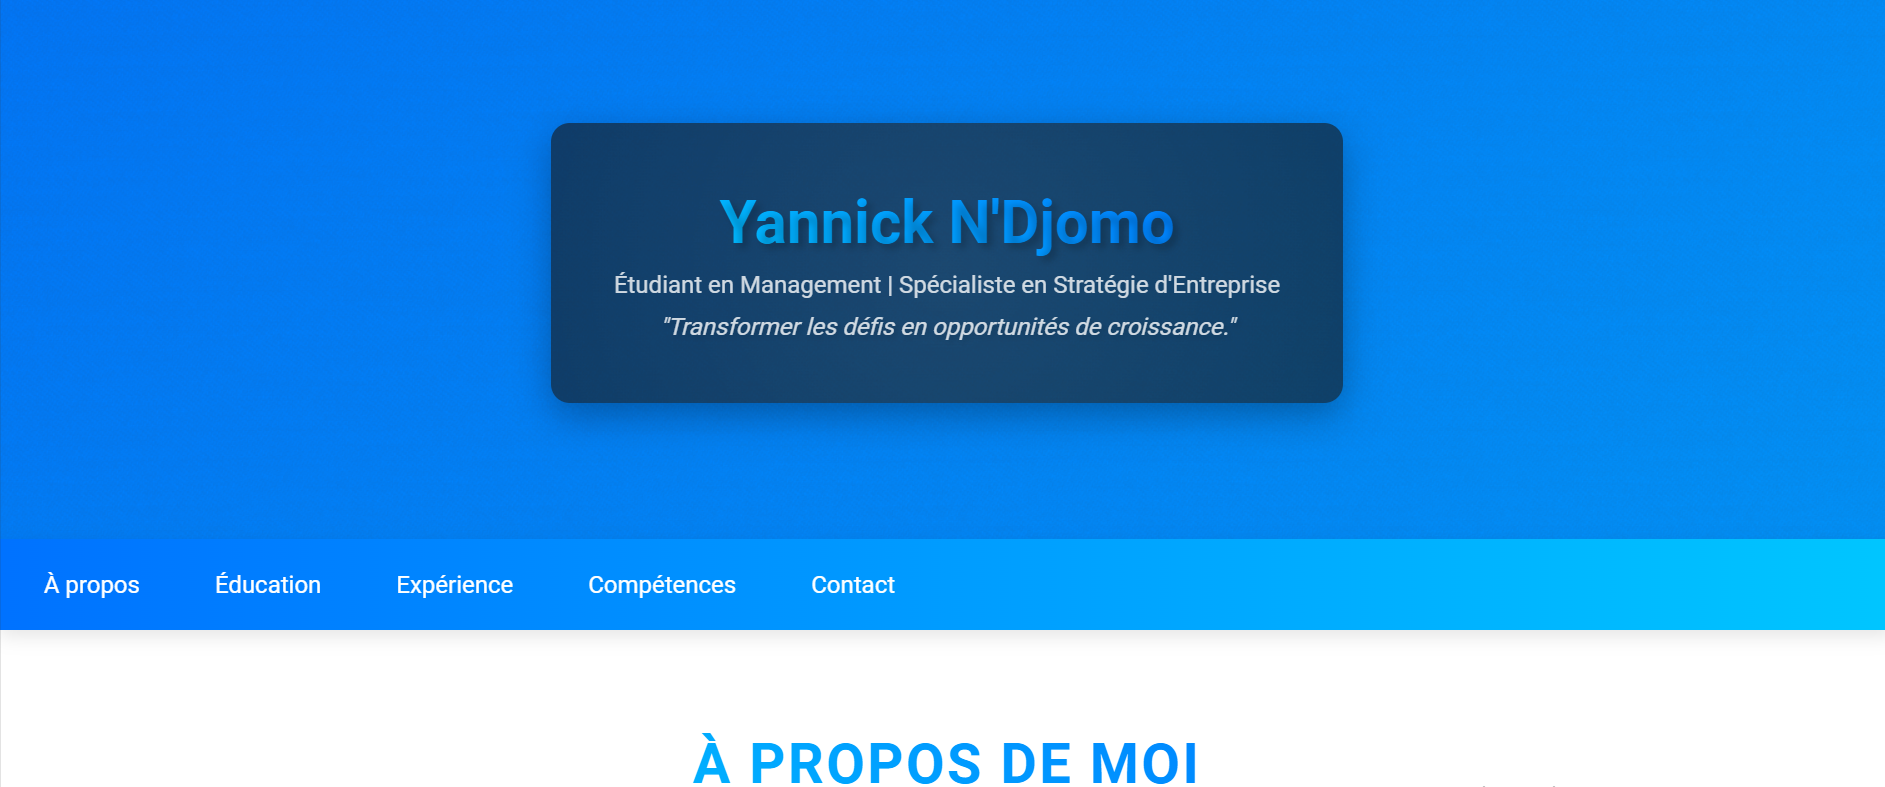 Yannick N'Djomo
Étudiant en Management | Spécialiste en Stratégie d'Entreprise
"Transformer les défis en opportunités de croissance."
À propos Éducation Expérience Compétences Contact
À PROPOS DE MOI